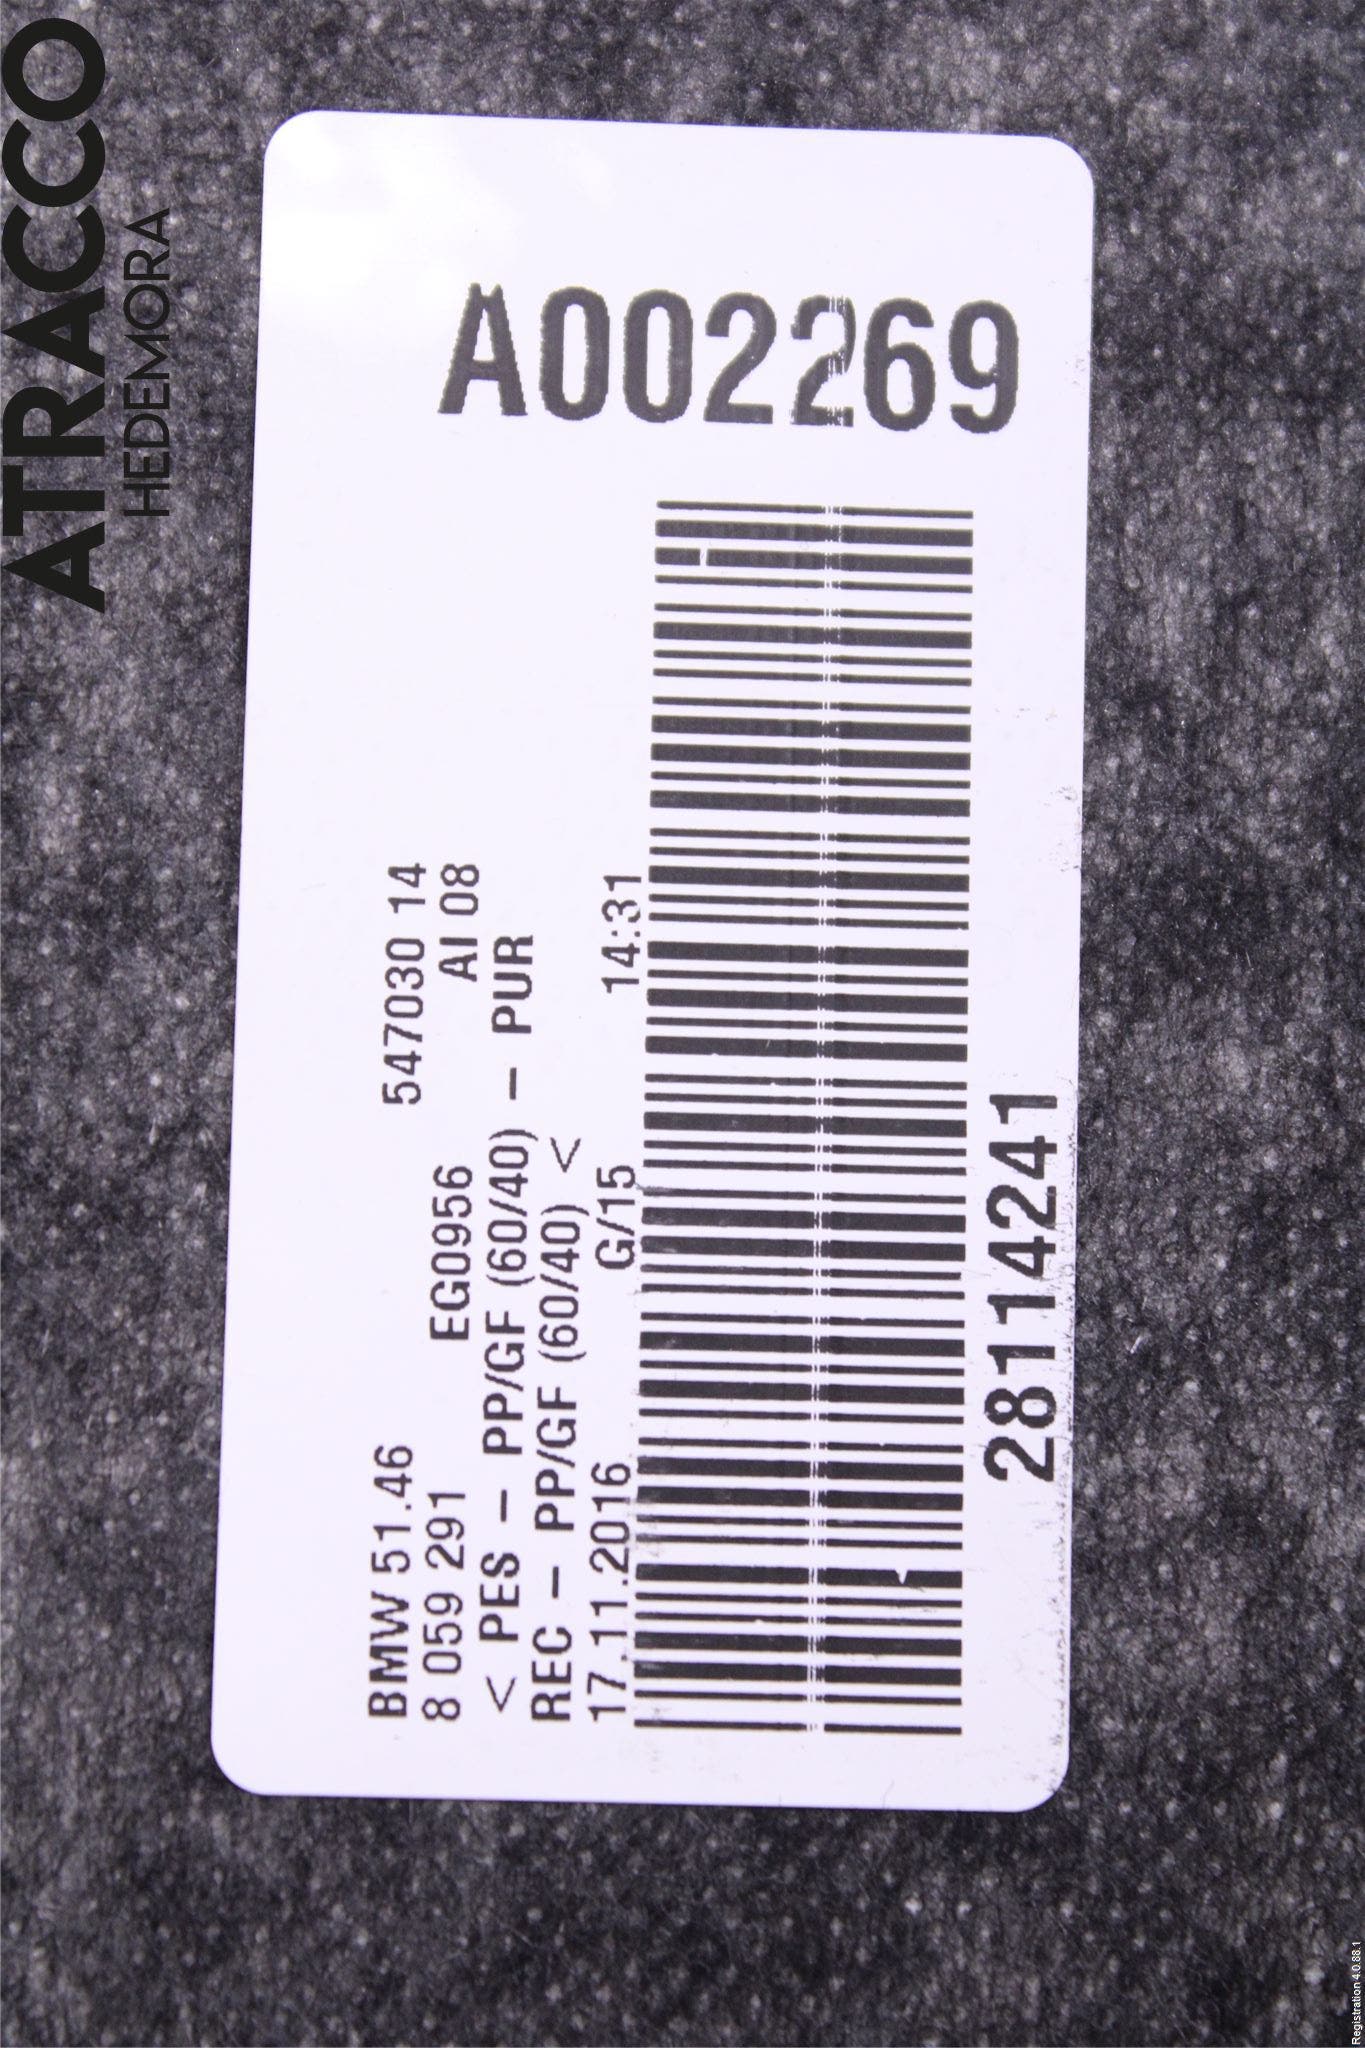 ATRACCO
HEDEMORA
A002269
BMW 51.46 547030 14
8 059 291 EG0956 AI 08
< PES – PP/GF (60/40) – PUR
REC – PP/GF (60/40) <
17.11.2016 G/15 14:31
28114241
Registration 4.0.88.1